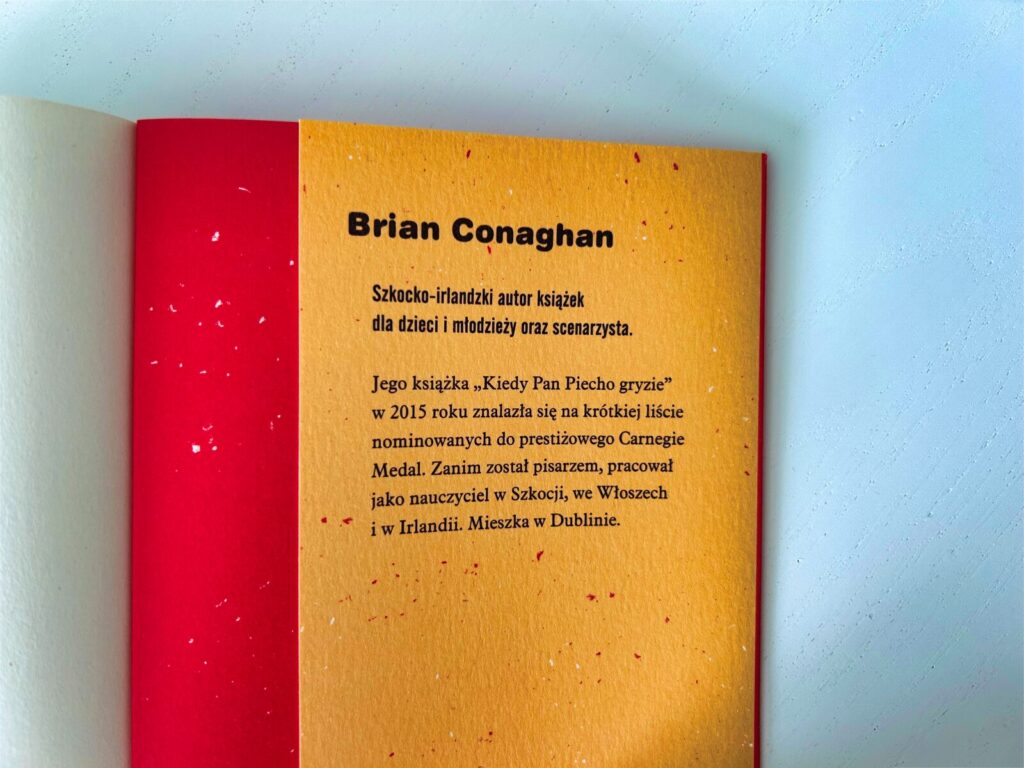 Brian Conaghan
Szkocko-irlandzki autor książek
dla dzieci i młodzieży oraz scenarzysta.
Jego książka „Kiedy Pan Piecho gryzie”
w 2015 roku znalazła się na krótkiej liście
nominowanych do prestiżowego Carnegie
Medal. Zanim został pisarzem, pracował
jako nauczyciel w Szkocji, we Włoszech
i w Irlandii. Mieszka w Dublinie.